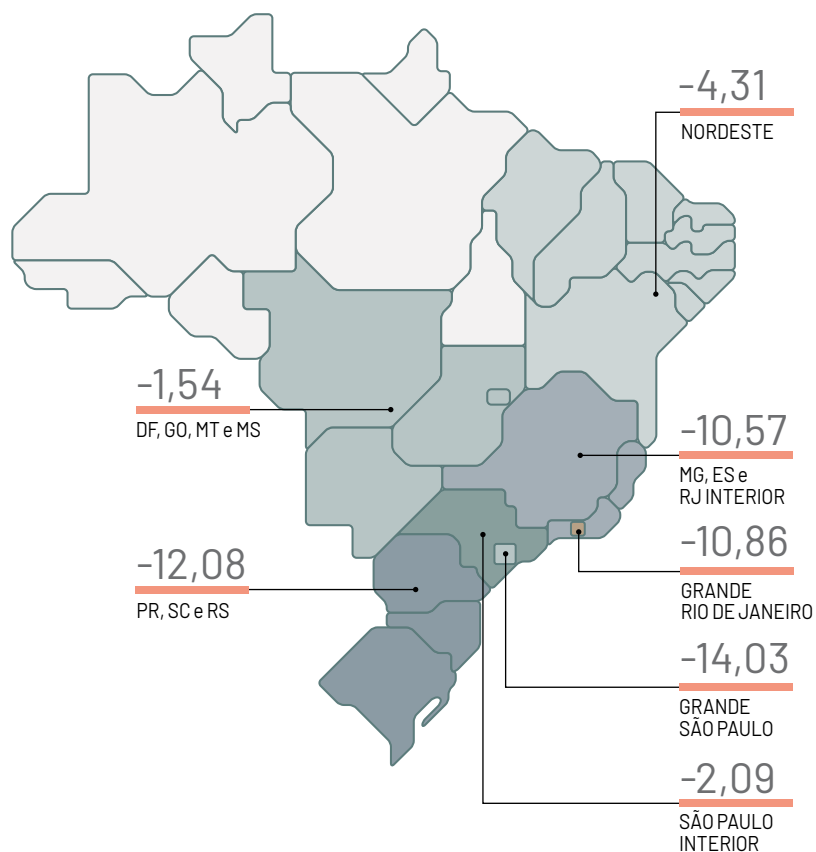 -4,31
NORDESTE
-1,54
DF, GO, MT e MS
-10,57
MG, ES e
RJ INTERIOR
-10,86
GRANDE
RIO DE JANEIRO
-12,08
PR, SC e RS
-14,03
GRANDE
SÃO PAULO
-2,09
SÃO PAULO
INTERIOR